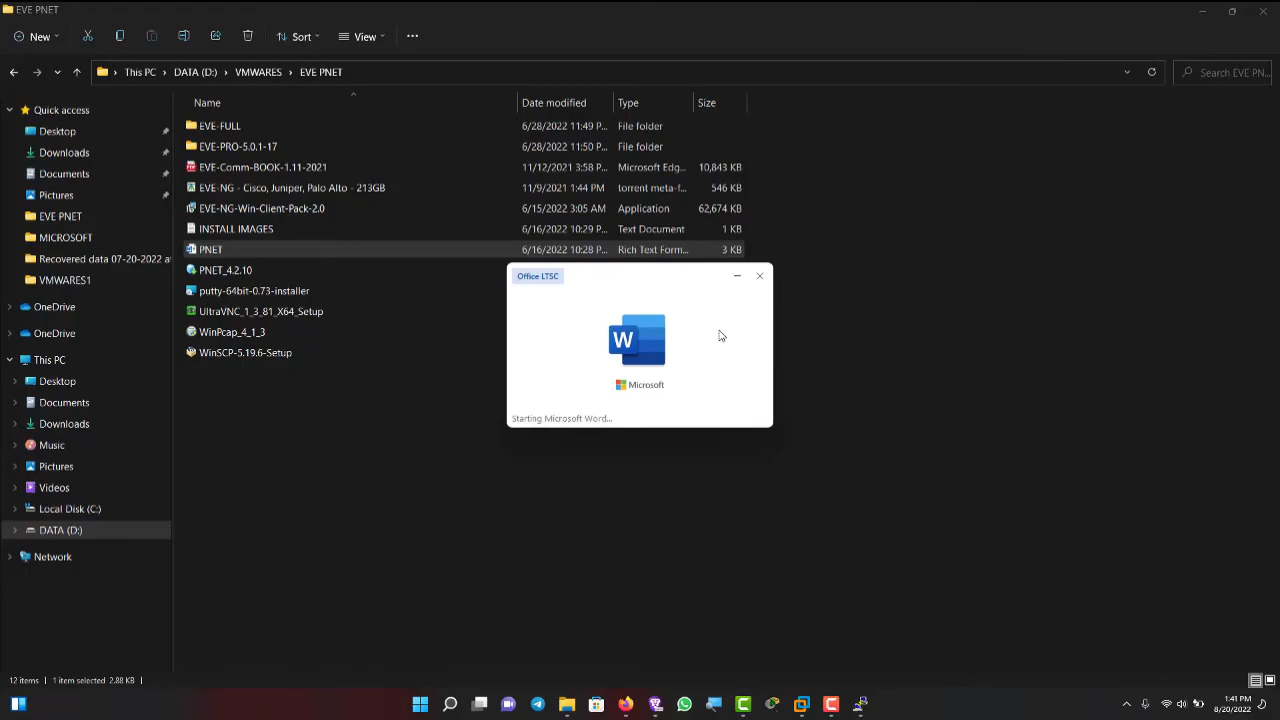 EVE PNET
New
Sort
View
This PC
DATA (D:)
VMWARES
EVE PNET
Search EVE PN...
Name
Date modified
Type
Size
Quick access
Desktop
Downloads
Documents
Pictures
EVE PNET
MICROSOFT
Recovered data 07-20-2022 a
VMWARES1
OneDrive
OneDrive
This PC
Desktop
Documents
Downloads
Music
Pictures
Videos
Local Disk (C:)
DATA (D:)
Network
EVE-FULL 6/28/2022 11:49 P... File folder
EVE-PRO-5.0.1-17 6/28/2022 11:50 P... File folder
EVE-Comm-BOOK-1.11-2021 11/12/2021 3:58 P... Microsoft Edg... 10,843 KB
EVE-NG - Cisco, Juniper, Palo Alto - 213GB 11/9/2021 1:44 PM torrent meta-f... 546 KB
EVE-NG-Win-Client-Pack-2.0 6/15/2022 3:05 AM Application 62,674 KB
INSTALL IMAGES 6/16/2022 10:29 P... Text Document 1 KB
PNET 6/16/2022 10:28 P... Rich Text Form... 3 KB
PNET_4.2.10
putty-64bit-0.73-installer
UltraVNC_1_3_81_X64_Setup
WinPcap_4_1_3
WinSCP-5.19.6-Setup
Office LTSC
W
Microsoft
Starting Microsoft Word...
12 items
1 item selected 2.88 KB
1:41 PM
8/20/2022